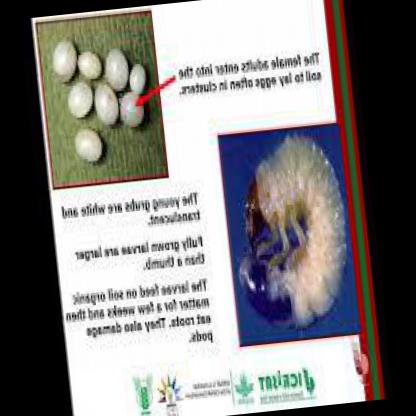 The female adults enter into the
soil to lay eggs often in clusters.
The young grubs are white and
translucent.
Fully grown larvae are larger
than a thumb.
The larvae feed on soil organic
matter for a few weeks and then
eat roots. They also damage
pods.
ICRISAT